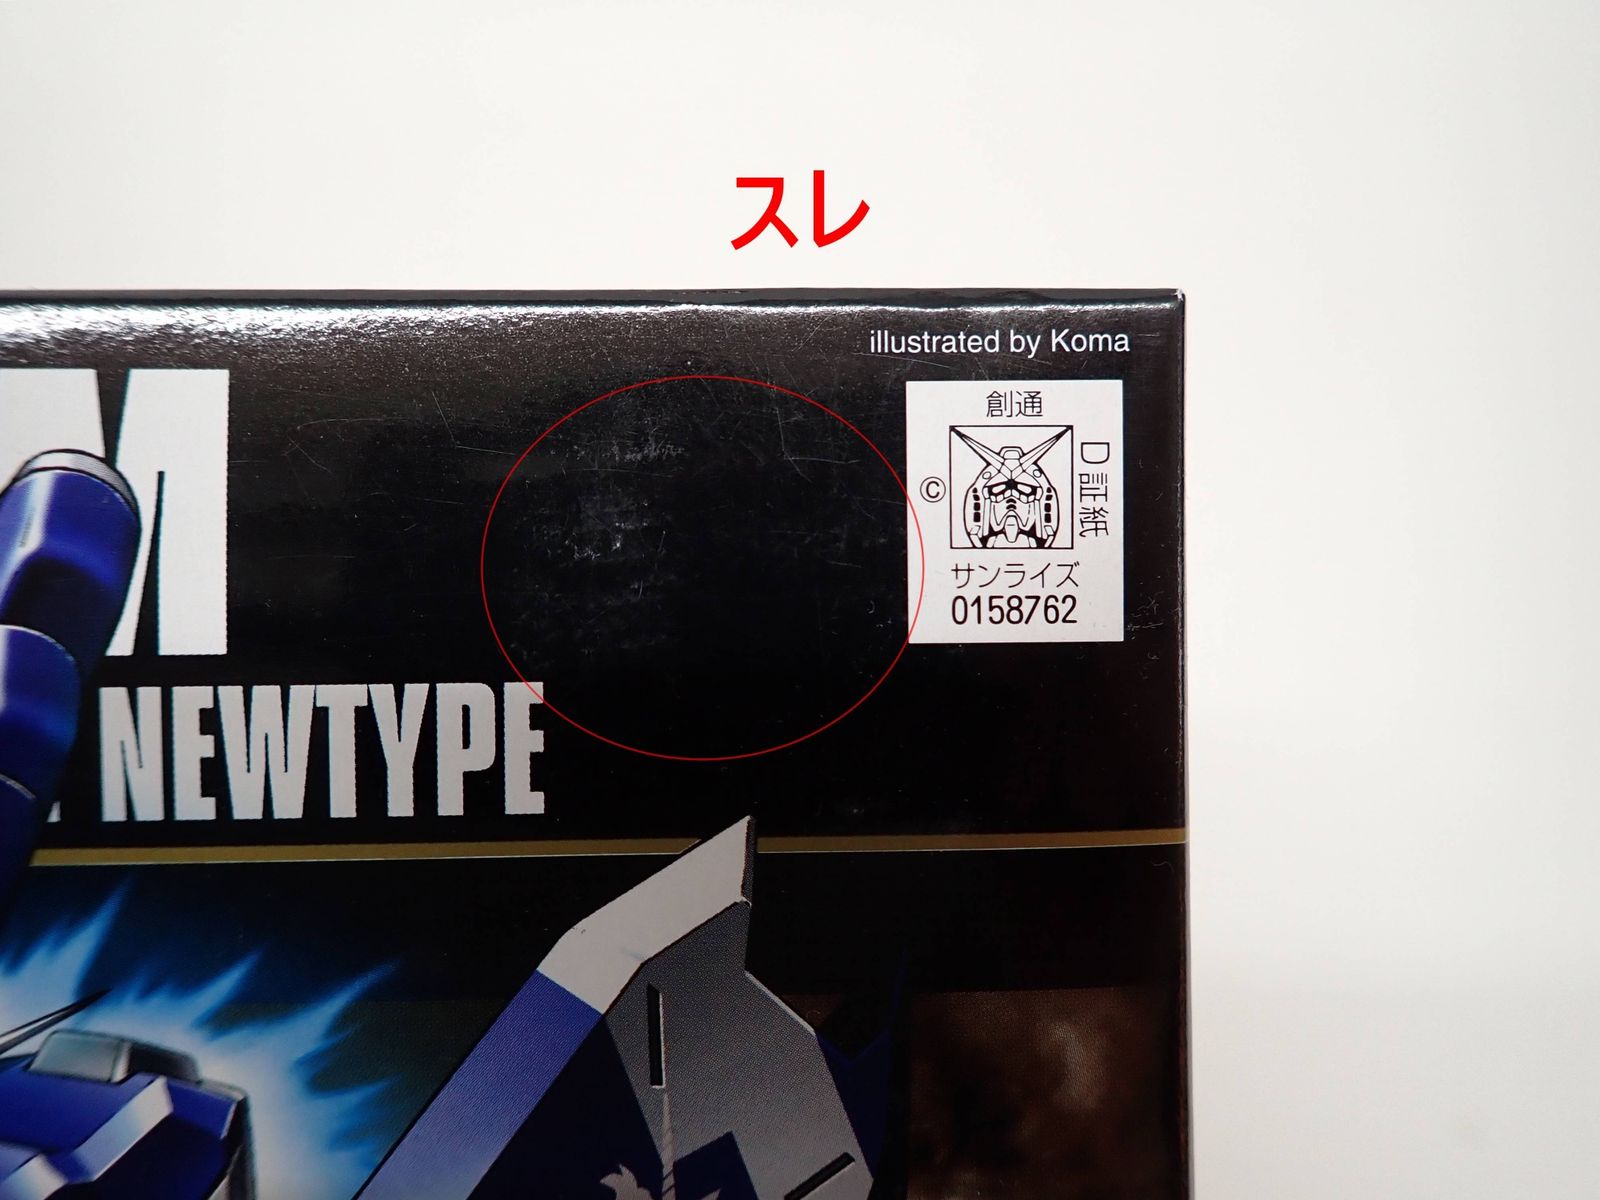 スレ
illustrated by Koma
創通
©
D証紙
サンライズ
0158762
M
NEWTYPE